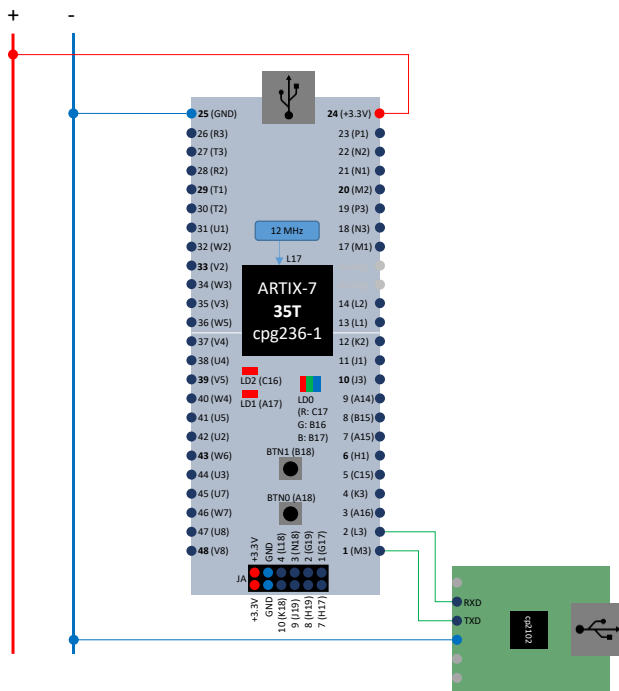 + -
25 (GND) 24 (+3.3V)
26 (R3) 23 (P1)
27 (T3) 22 (N2)
28 (R2) 21 (N1)
29 (T1) 20 (M2)
30 (T2) 19 (P3)
31 (U1) 12 MHz 18 (N3)
32 (W2) 17 (M1)
33 (V2) L17
34 (W3) ARTIX-7
35 (V3) 35T 14 (L2)
36 (W5) cpg236-1 13 (L1)
37 (V4) 12 (K2)
38 (U4) 11 (J1)
39 (V5) LD2 (C16) 10 (J3)
40 (W4) LD1 (A17) LD0 9 (A14)
41 (U5) (R: C17 8 (B15)
42 (U2) G: B16 7 (A15)
B: B17)
43 (W6) BTN1 (B18) 6 (H1)
44 (U3) 5 (C15)
45 (U7) 4 (K3)
46 (W7) BTN0 (A18) 3 (A16)
47 (U8) 2 (L3)
48 (V8) 1 (M3)
+3.3V
GND
4 (L18)
3 (N18)
2 (G19)
1 (G17)
JA
+3.3V
GND
10 (K18)
9 (J19)
8 (H19)
7 (H17)
RXD
TXD
cp2102